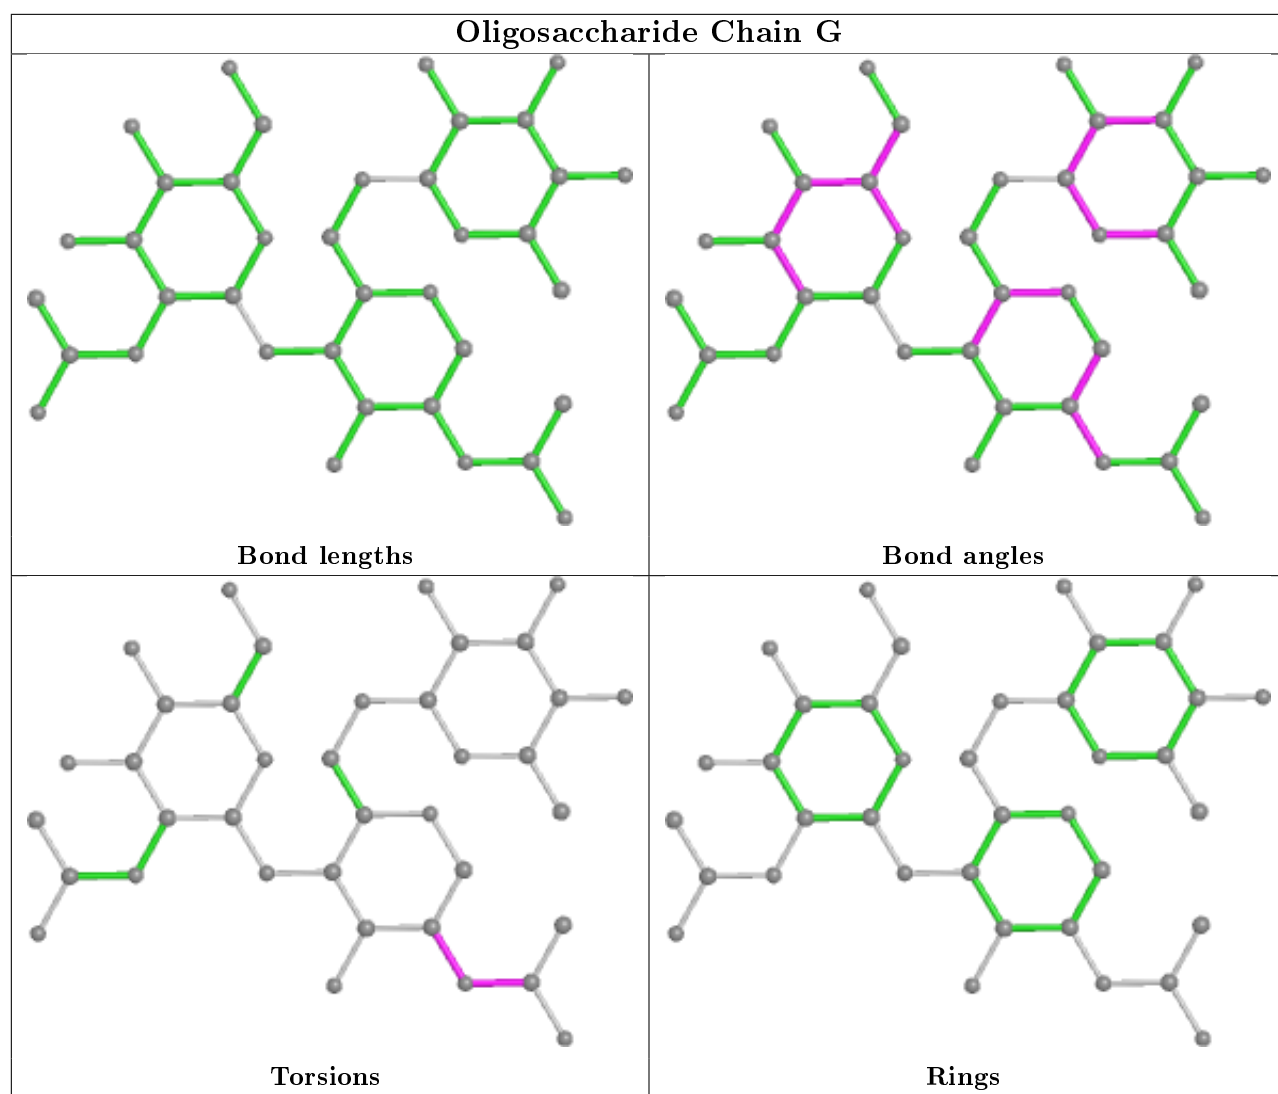 Oligosaccharide Chain G
Bond lengths
Bond angles
Torsions
Rings